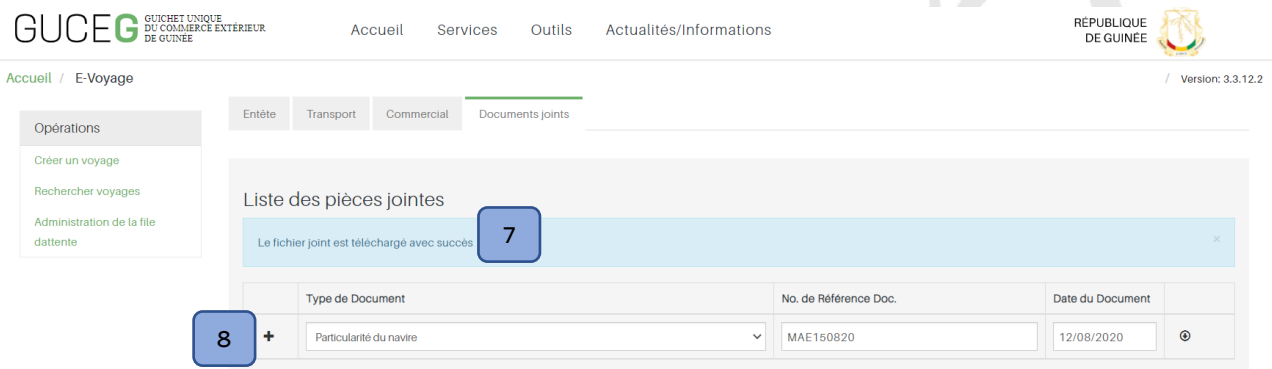 GUCEG GUICHET UNIQUE
DU COMMERCE EXTÉRIEUR
DE GUINÉE
Accueil Services Outils Actualités/Informations
RÉPUBLIQUE
DE GUINÉE
Accueil / E-Voyage
/ Version: 3.3.12.2
Opérations
Créer un voyage
Rechercher voyages
Administration de la file
dattente
Entête Transport Commercial Documents joints
Liste des pièces jointes
Le fichier joint est téléchargé avec succès 7 ×
Type de Document No. de Référence Doc. Date du Document
8 + Particularité du navire MAE150820 12/08/2020